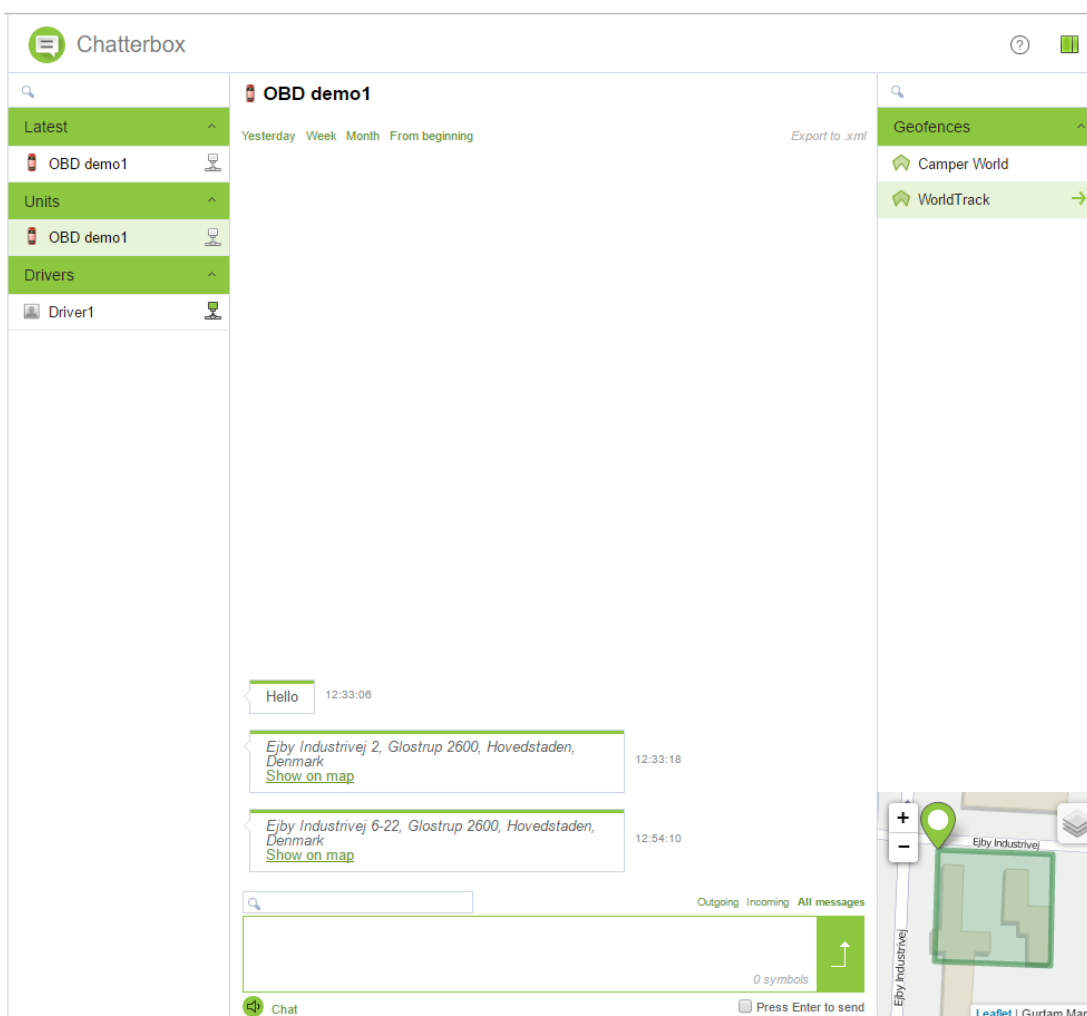 Chatterbox
?
OBD demo1
Latest
Yesterday Week Month From beginning
Export to .xml
Geofences
OBD demo1
Camper World
Units
WorldTrack
OBD demo1
Drivers
Driver1
Hello
12:33:06
Ejby Industrivej 2, Glostrup 2600, Hovedstaden,
Denmark
Show on map
12:33:18
Ejby Industrivej 6-22, Glostrup 2600, Hovedstaden,
Denmark
Show on map
12:54:10
+
−
Ejby Industrivej
Ejby Industrivej
Outgoing Incoming All messages
0 symbols
Chat
Press Enter to send
Leaflet | Gurtam Map